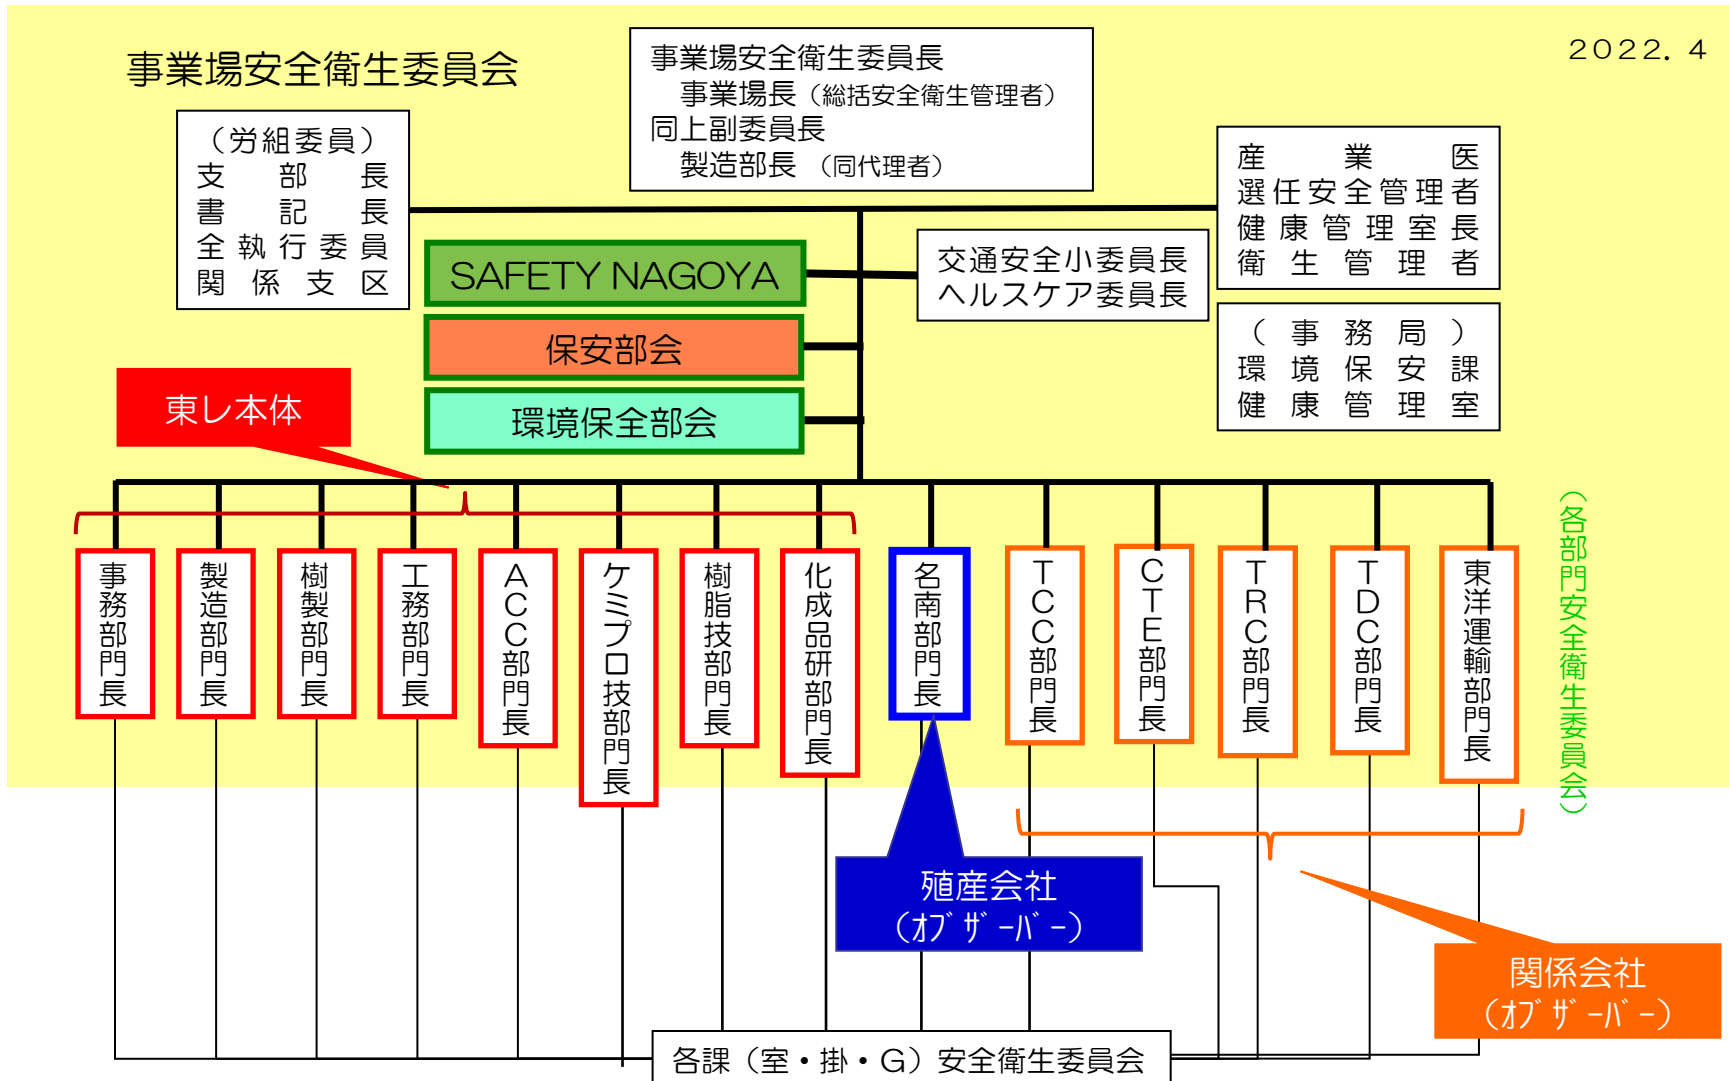 事業場安全衛生委員会
事業場安全衛生委員長
事業場長（総括安全衛生管理者）
同上副委員長
製造部長（同代理者）
２０２２．４
（労組委員）
支部長
書記長
全執行委員
関係支区
産業医
選任安全管理者
健康管理室長
衛生管理者
SAFETY NAGOYA
交通安全小委員長
ヘルスケア委員長
保安部会
（事務局）
環境保安課
健康管理室
環境保全部会
東レ本体
事務部門長
製造部門長
樹製部門長
工務部門長
ＡＣＣ部門長
ケミプロ技部門長
樹脂技部門長
化成品研部門長
名南部門長
ＴＣＣ部門長
ＣＴＥ部門長
ＴＲＣ部門長
ＴＤＣ部門長
東洋運輸部門長
（各部門安全衛生委員会）
殖産会社
（ｵﾌﾞｻﾞｰﾊﾞｰ）
関係会社
（ｵﾌﾞｻﾞｰﾊﾞｰ）
各課（室・掛・Ｇ）安全衛生委員会